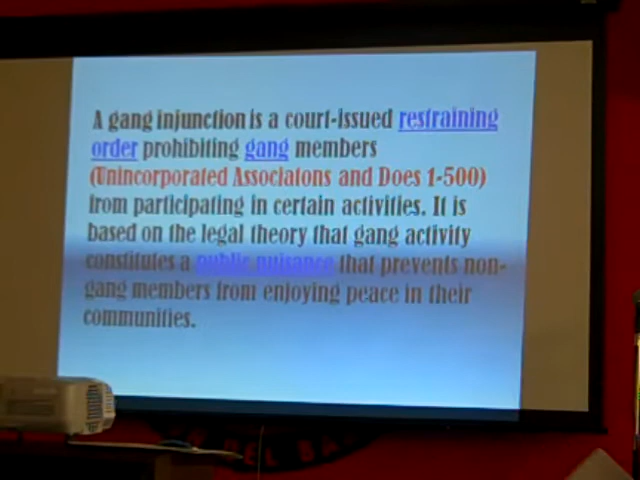 A gang injunction is a court-issued restraining
order prohibiting gang members
(Unincorporated Associatons and Does 1-500)
from participating in certain activities. It is
based on the legal theory that gang activity
constitutes a public nuisance that prevents non-
gang members from enjoying peace in their
communities.